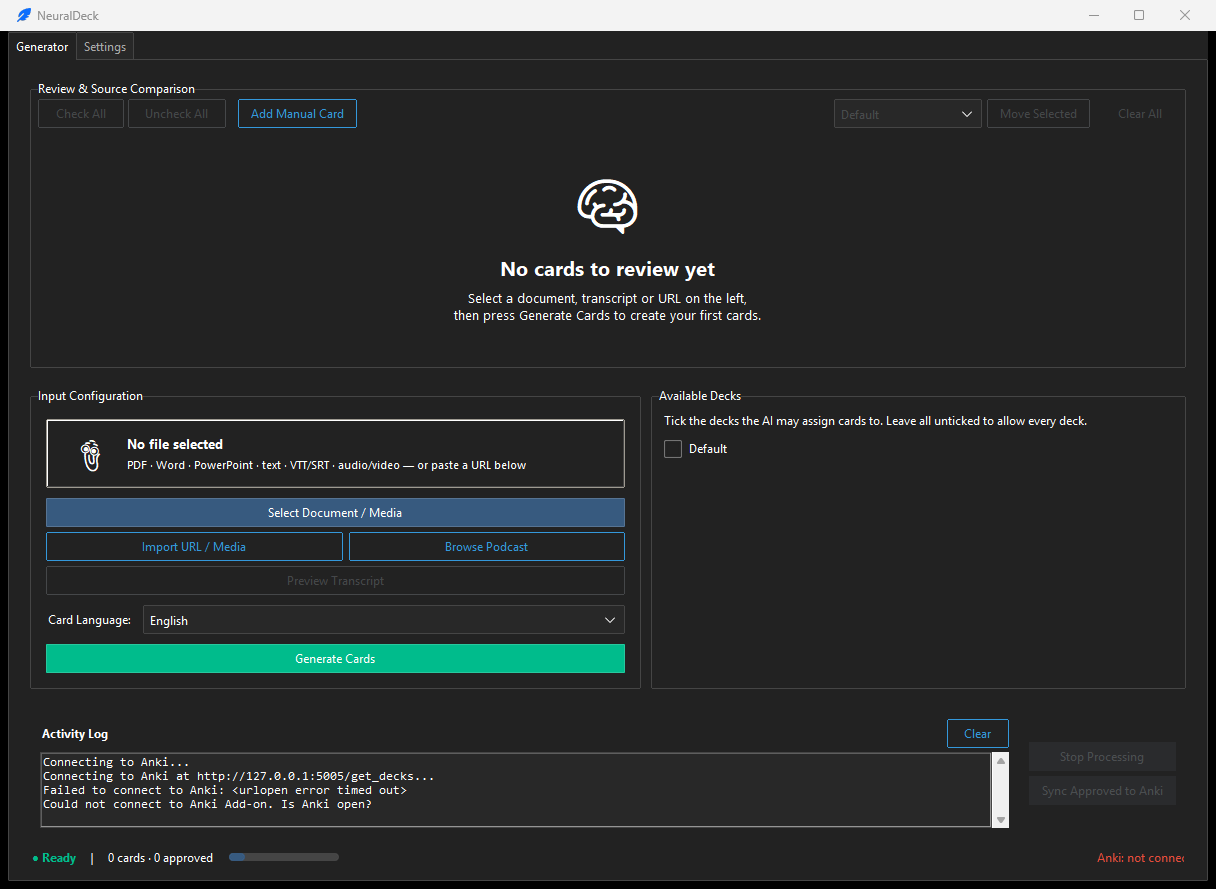 NeuralDeck
Generator
Settings
Review & Source Comparison
Check All
Uncheck All
Add Manual Card
Default
Move Selected
Clear All
No cards to review yet
Select a document, transcript or URL on the left,
then press Generate Cards to create your first cards.
Input Configuration
No file selected
PDF · Word · PowerPoint · text · VTT/SRT · audio/video — or paste a URL below
Select Document / Media
Import URL / Media
Browse Podcast
Preview Transcript
Card Language:
English
Generate Cards
Available Decks
Tick the decks the AI may assign cards to. Leave all unticked to allow every deck.
Default
Activity Log
Clear
Connecting to Anki...
Connecting to Anki at http://127.0.0.1:5005/get_decks...
Failed to connect to Anki: <urlopen error timed out>
Could not connect to Anki Add-on. Is Anki open?
Stop Processing
Sync Approved to Anki
● Ready | 0 cards · 0 approved
Anki: not connec